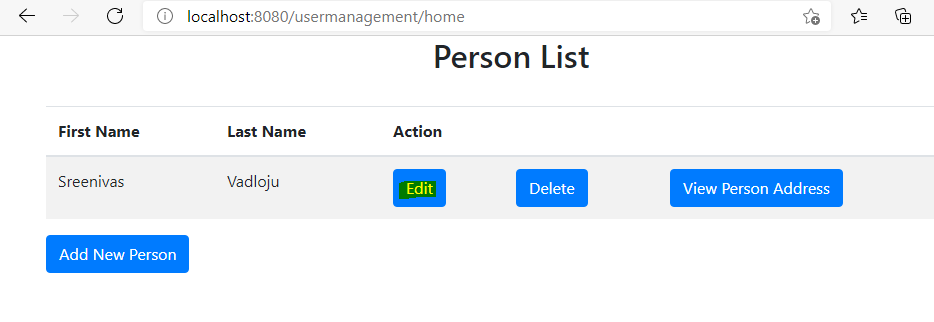 localhost:8080/usermanagement/home
Person List
First Name Last Name Action
Sreenivas Vadloju Edit Delete View Person Address
Add New Person